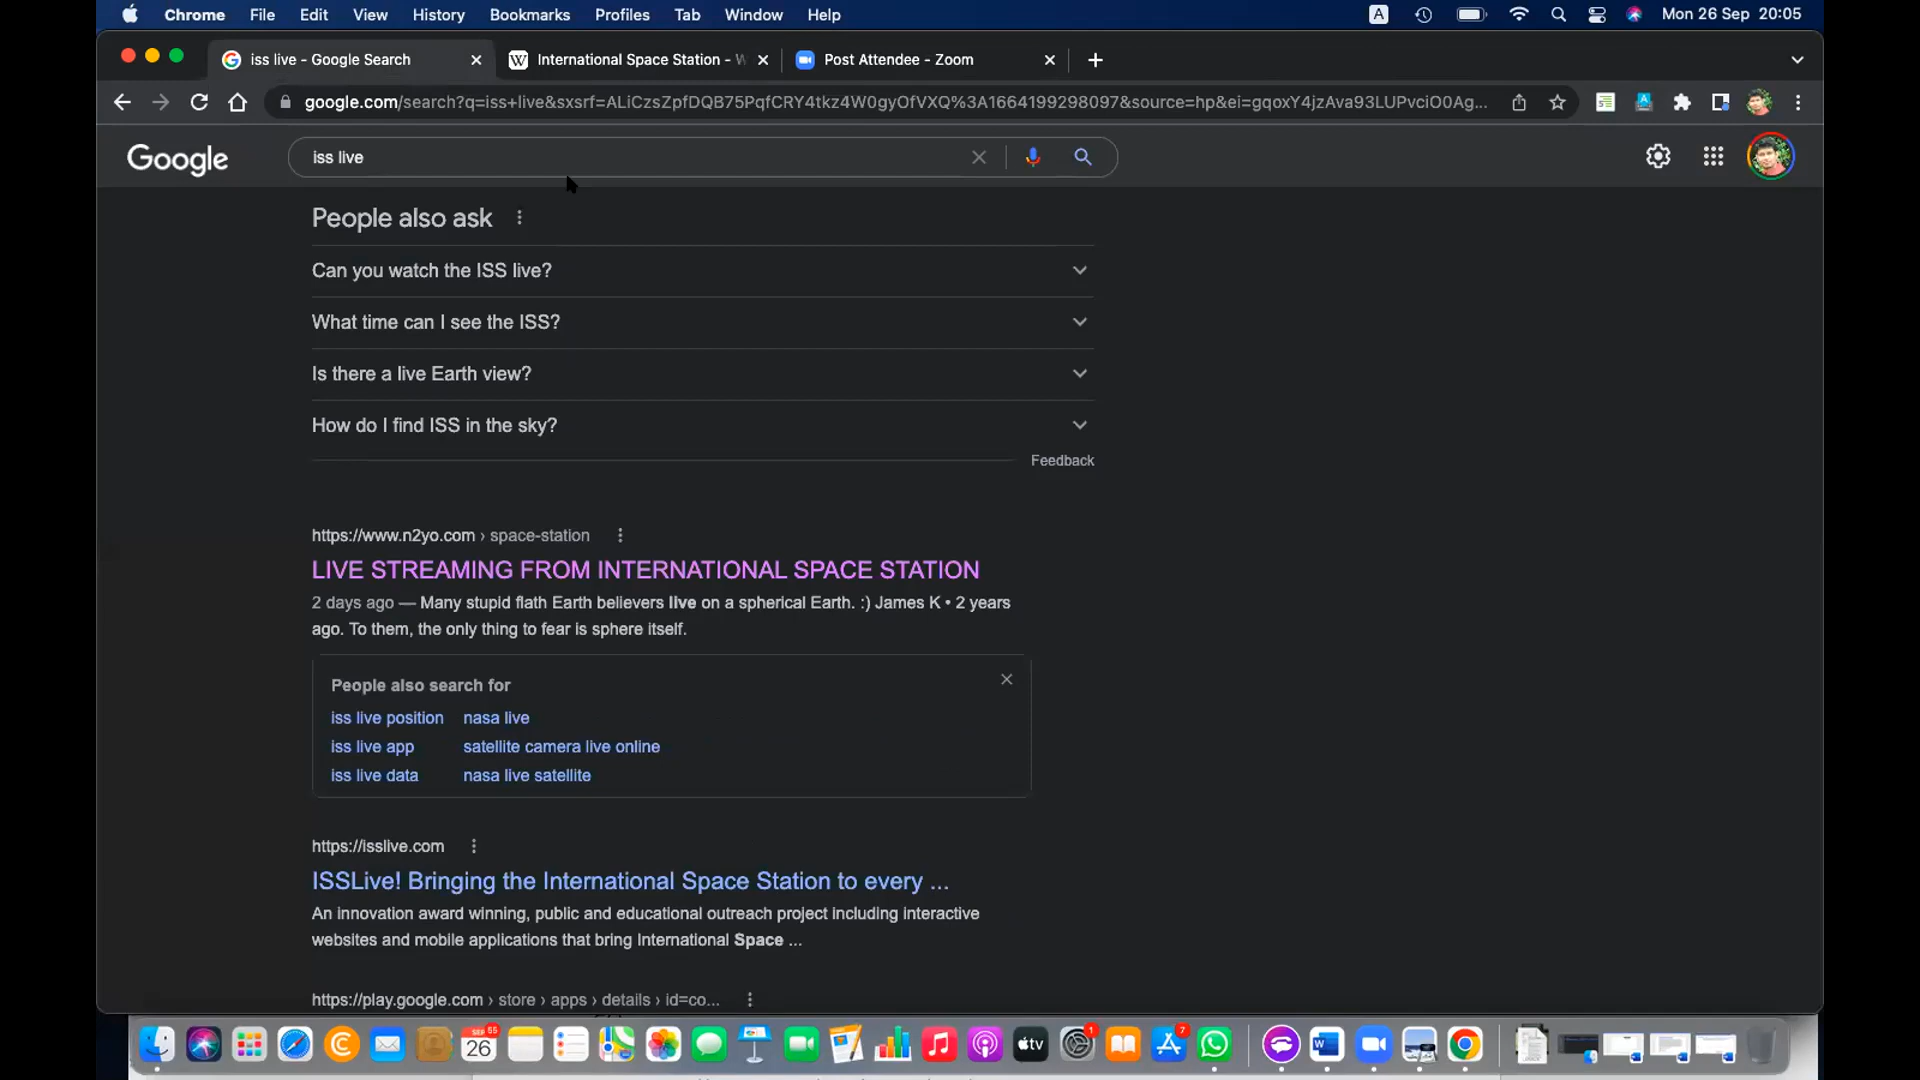 Chrome File Edit View History Bookmarks Profiles Tab Window Help A Mon 26 Sep 20:05
iss live - Google Search International Space Station - W Post Attendee - Zoom
google.com/search?q=iss+live&sxsrf=ALiCzsZpfDQB75PqfCRY4tkz4W0gyOfVXQ%3A1664199298097&source=hp&ei=gqoxY4jzAva93LUPvciO0Ag...
Google iss live
People also ask
Can you watch the ISS live?
What time can I see the ISS?
Is there a live Earth view?
How do I find ISS in the sky?
Feedback
https://www.n2yo.com › space-station
LIVE STREAMING FROM INTERNATIONAL SPACE STATION
2 days ago — Many stupid flath Earth believers live on a spherical Earth. :) James K • 2 years
ago. To them, the only thing to fear is sphere itself.
People also search for
iss live position nasa live
iss live app satellite camera live online
iss live data nasa live satellite
https://isslive.com
ISSLive! Bringing the International Space Station to every ...
An innovation award winning, public and educational outreach project including interactive
websites and mobile applications that bring International Space ...
https://play.google.com › store › apps › details › id=co...
SEP 55 26 tv 1 7